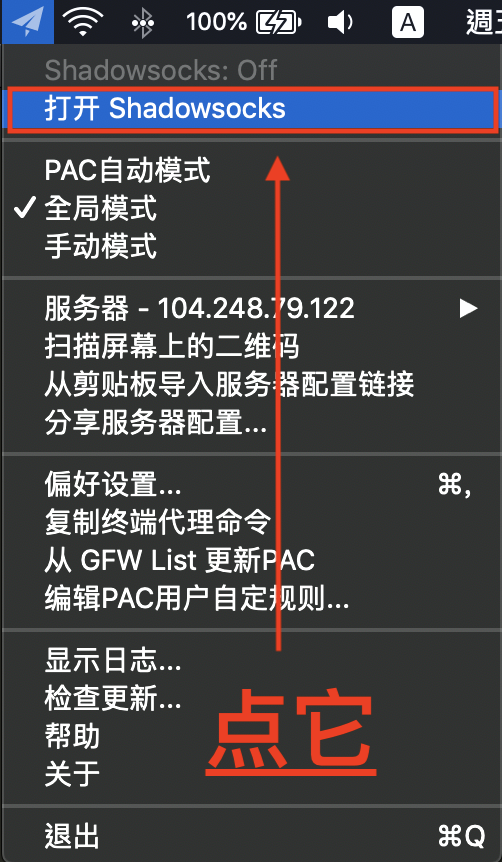 100% A 週五
Shadowsocks: Off
打开 Shadowsocks
PAC自动模式
✓ 全局模式
手动模式
服务器 - 104.248.79.122 ▶
扫描屏幕上的二维码
从剪贴板导入服务器配置链接
分享服务器配置...
偏好设置... ⌘,
复制终端代理命令
从 GFW List 更新PAC
编辑PAC用户自定规则...
显示日志...
检查更新...
帮助
关于
点它
退出 ⌘Q